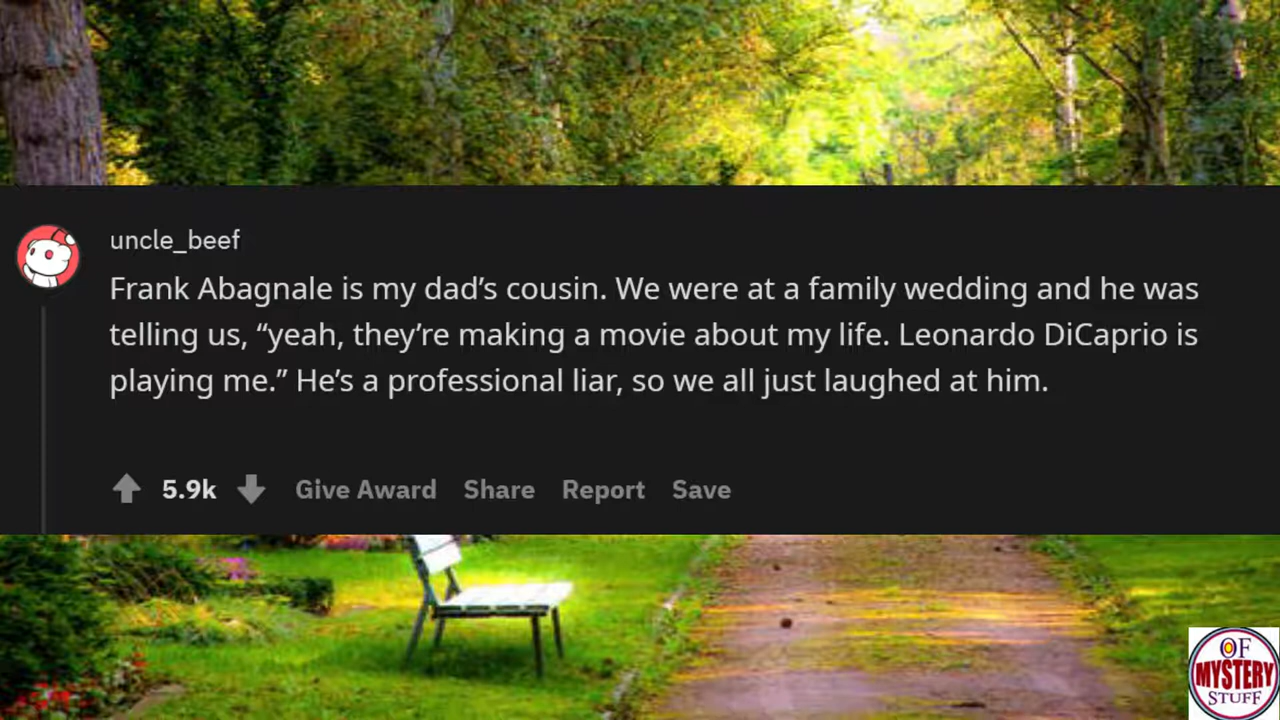 uncle_beef
Frank Abagnale is my dad’s cousin. We were at a family wedding and he was
telling us, “yeah, they’re making a movie about my life. Leonardo DiCaprio is
playing me.” He’s a professional liar, so we all just laughed at him.
5.9k Give Award Share Report Save
OF
MYSTERY
STUFF